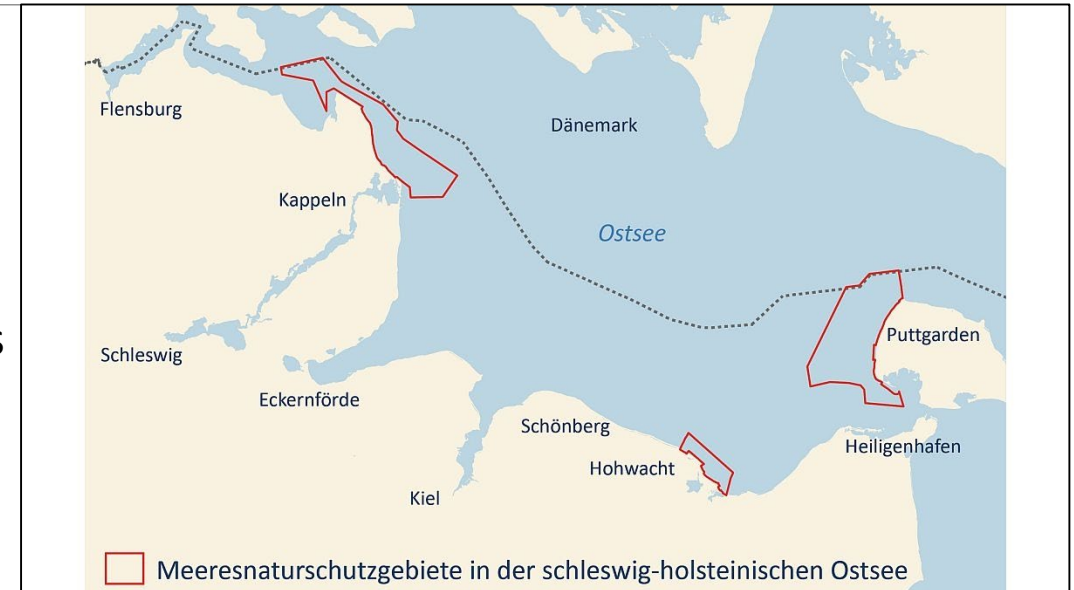 Flensburg
Dänemark
Kappeln
Ostsee
Puttgarden
Schleswig
Eckernförde
Schönberg
Heiligenhafen
Hohwacht
Kiel
Meeresnaturschutzgebiete in der schleswig-holsteinischen Ostsee